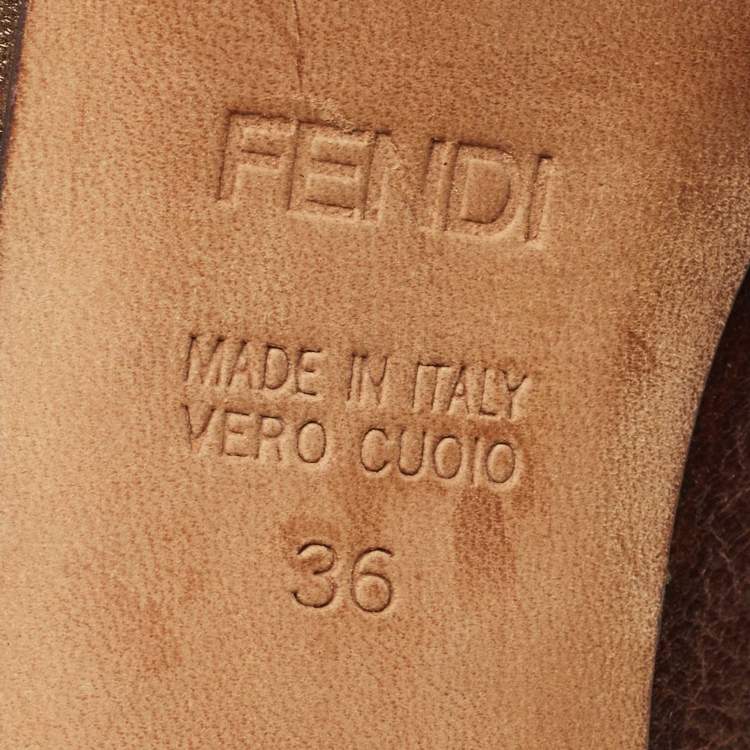 FENDI
MADE IN ITALY
VERO CUOIO
36